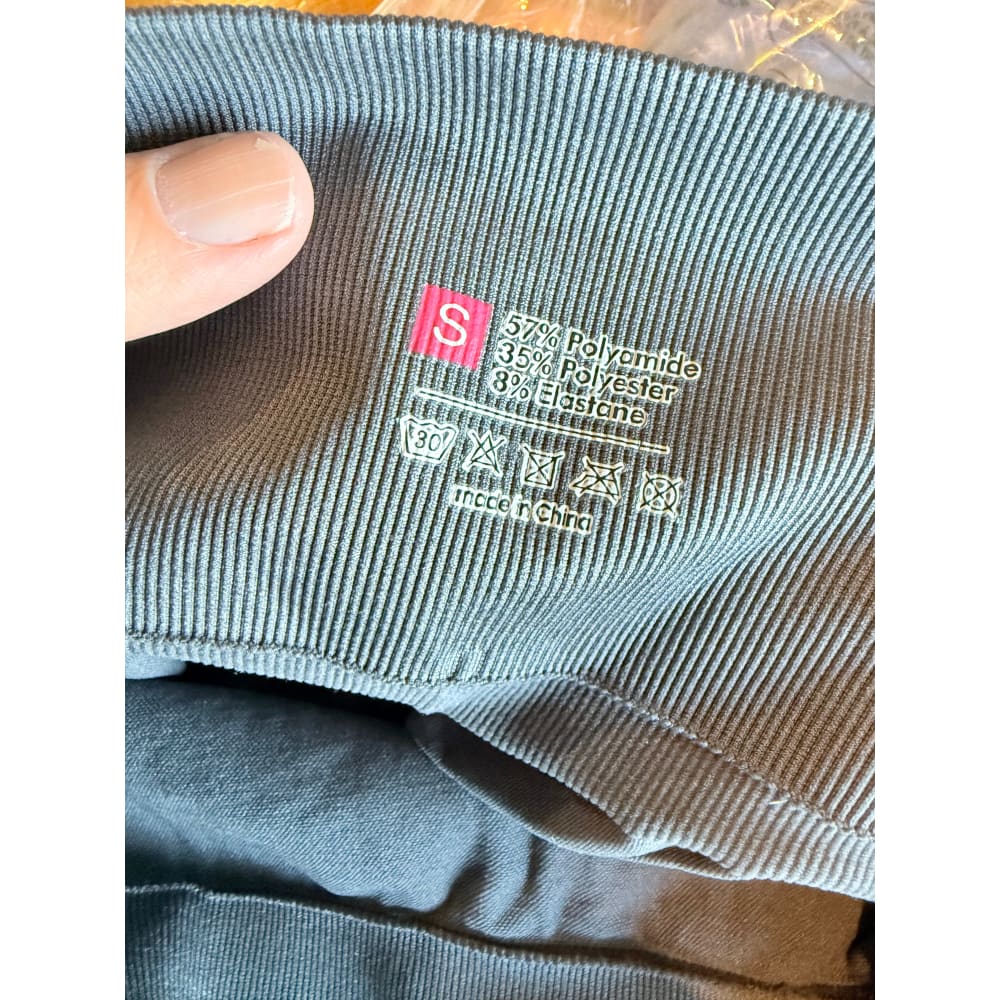 S
57% Polyamide
35% Polyester
8% Elastane
30
made in China